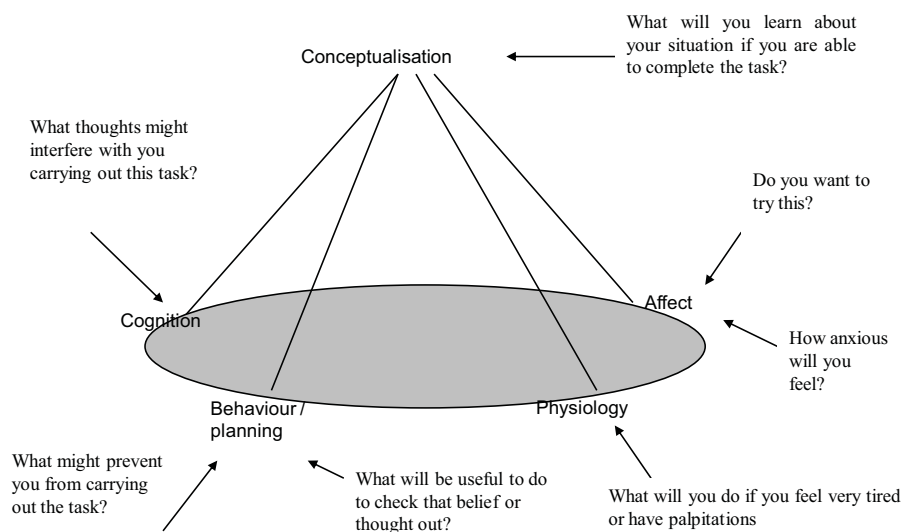 What will you learn about
your situation if you are able
to complete the task?
Conceptualisation
What thoughts might
interfere with you
carrying out this task?
Do you want to
try this?
Cognition
Affect
How anxious
will you
feel?
Behaviour /
planning
Physiology
What might prevent
you from carrying
out the task?
What will be useful to do
to check that belief or
thought out?
What will you do if you feel very tired
or have palpitations